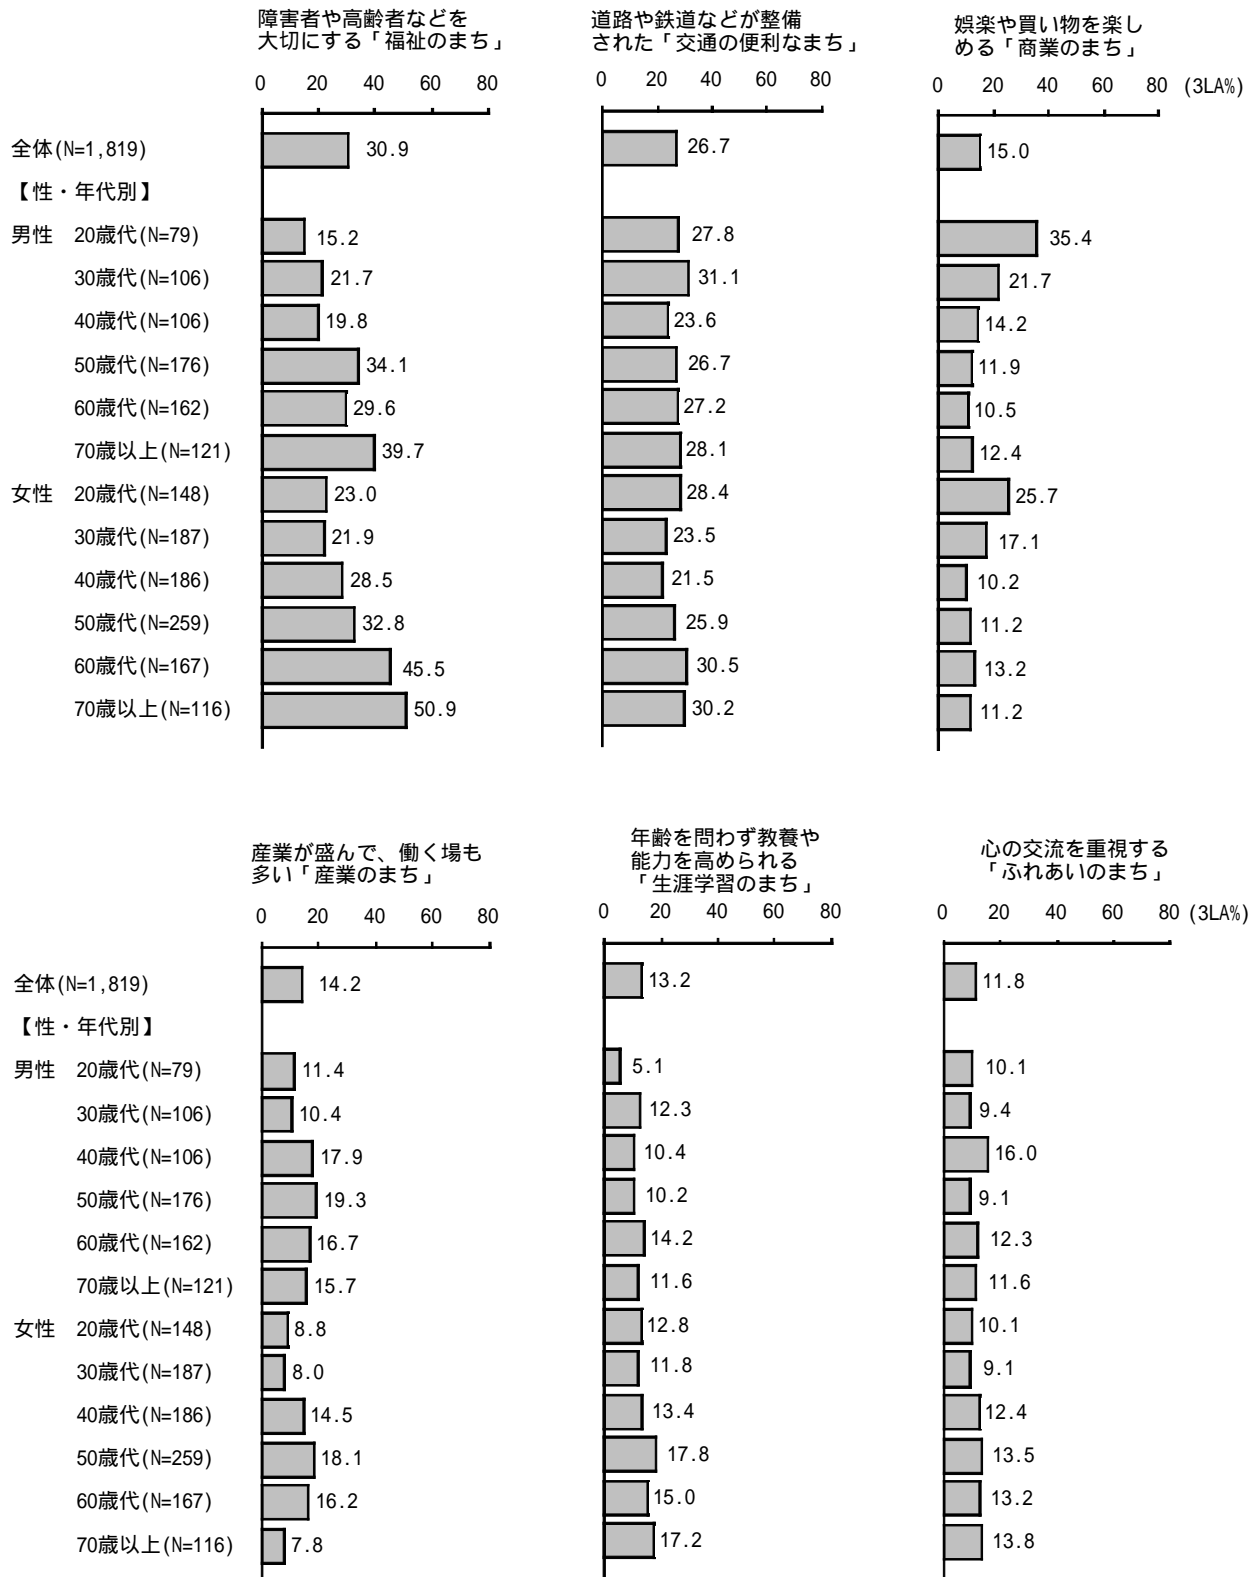 障害者や高齢者などを
大切にする「福祉のまち」
道路や鉄道などが整備
された「交通の便利なまち」
娯楽や買い物を楽し
める「商業のまち」
0 20 40 60 80 0 20 40 60 80 0 20 40 60 80 (3LA%)
全体(N=1,819) 30.9 26.7 15.0
【性・年代別】
男性 20歳代(N=79) 15.2 27.8 35.4
30歳代(N=106) 21.7 31.1 21.7
40歳代(N=106) 19.8 23.6 14.2
50歳代(N=176) 34.1 26.7 11.9
60歳代(N=162) 29.6 27.2 10.5
70歳以上(N=121) 39.7 28.1 12.4
女性 20歳代(N=148) 23.0 28.4 25.7
30歳代(N=187) 21.9 23.5 17.1
40歳代(N=186) 28.5 21.5 10.2
50歳代(N=259) 32.8 25.9 11.2
60歳代(N=167) 45.5 30.5 13.2
70歳以上(N=116) 50.9 30.2 11.2
産業が盛んで、働く場も
多い「産業のまち」
年齢を問わず教養や
能力を高められる
「生涯学習のまち」
心の交流を重視する
「ふれあいのまち」
0 20 40 60 80 0 20 40 60 80 0 20 40 60 80 (3LA%)
全体(N=1,819) 14.2 13.2 11.8
【性・年代別】
男性 20歳代(N=79) 11.4 5.1 10.1
30歳代(N=106) 10.4 12.3 9.4
40歳代(N=106) 17.9 10.4 16.0
50歳代(N=176) 19.3 10.2 9.1
60歳代(N=162) 16.7 14.2 12.3
70歳以上(N=121) 15.7 11.6 11.6
女性 20歳代(N=148) 8.8 12.8 10.1
30歳代(N=187) 8.0 11.8 9.1
40歳代(N=186) 14.5 13.4 12.4
50歳代(N=259) 18.1 17.8 13.5
60歳代(N=167) 16.2 15.0 13.2
70歳以上(N=116) 7.8 17.2 13.8